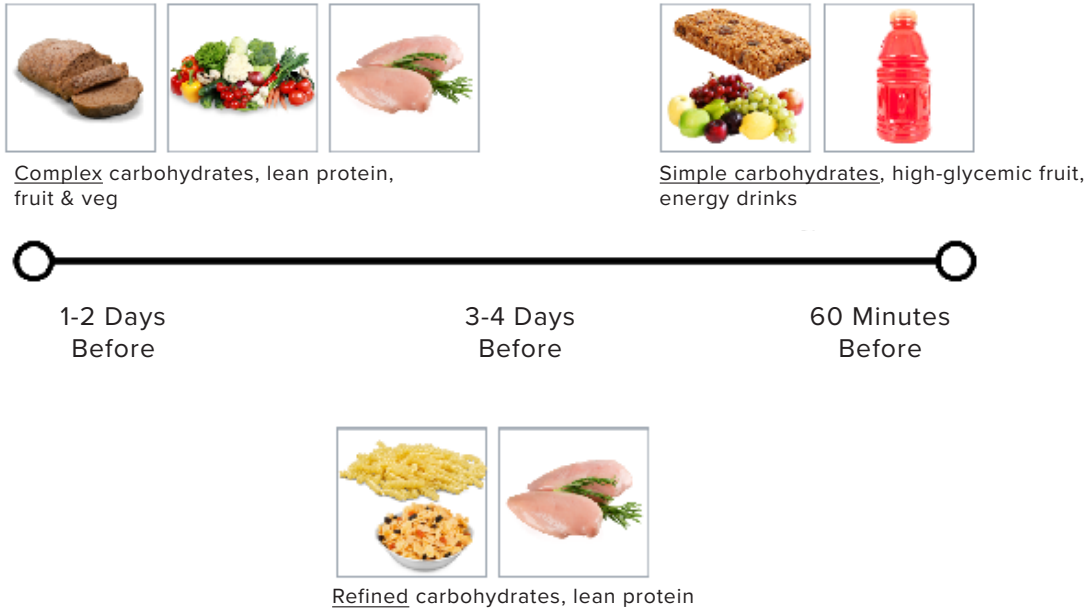 Complex carbohydrates, lean protein,
fruit & veg
Simple carbohydrates, high-glycemic fruit,
energy drinks
1-2 Days
Before
3-4 Days
Before
60 Minutes
Before
Refined carbohydrates, lean protein